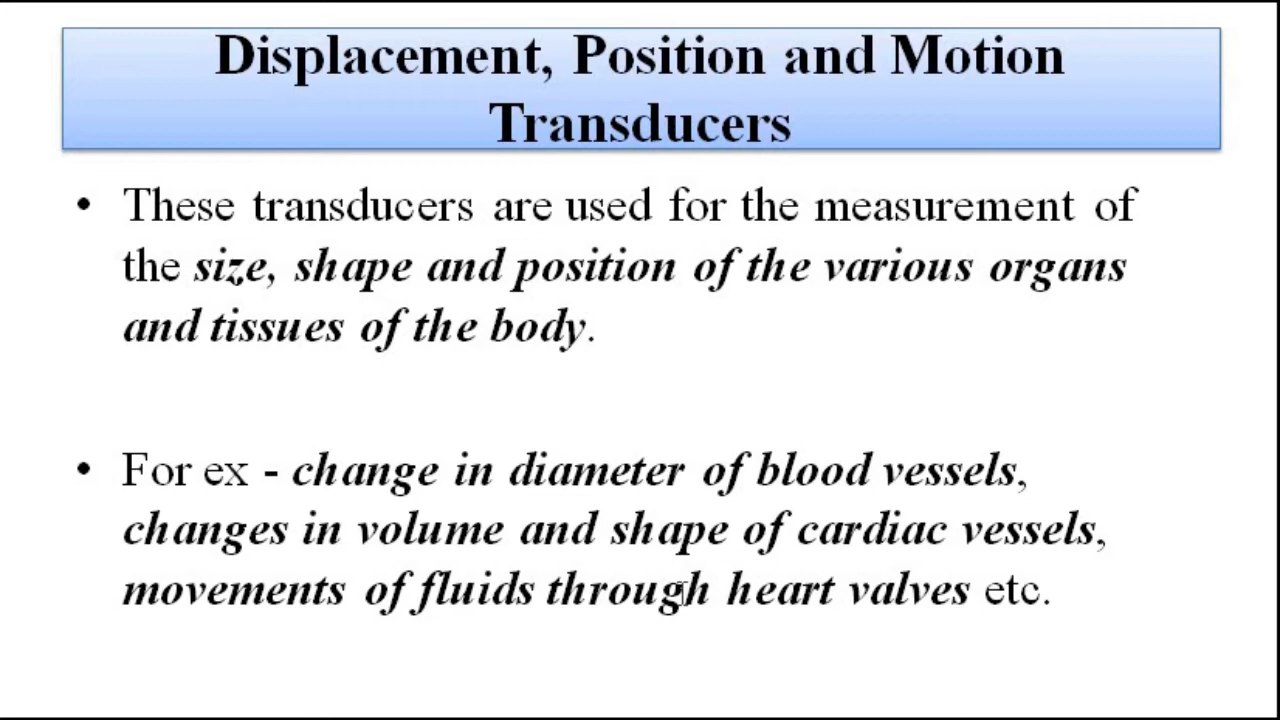 Displacement, Position and Motion
Transducers
• These transducers are used for the measurement of
the size, shape and position of the various organs
and tissues of the body.
• For ex - change in diameter of blood vessels,
changes in volume and shape of cardiac vessels,
movements of fluids through heart valves etc.